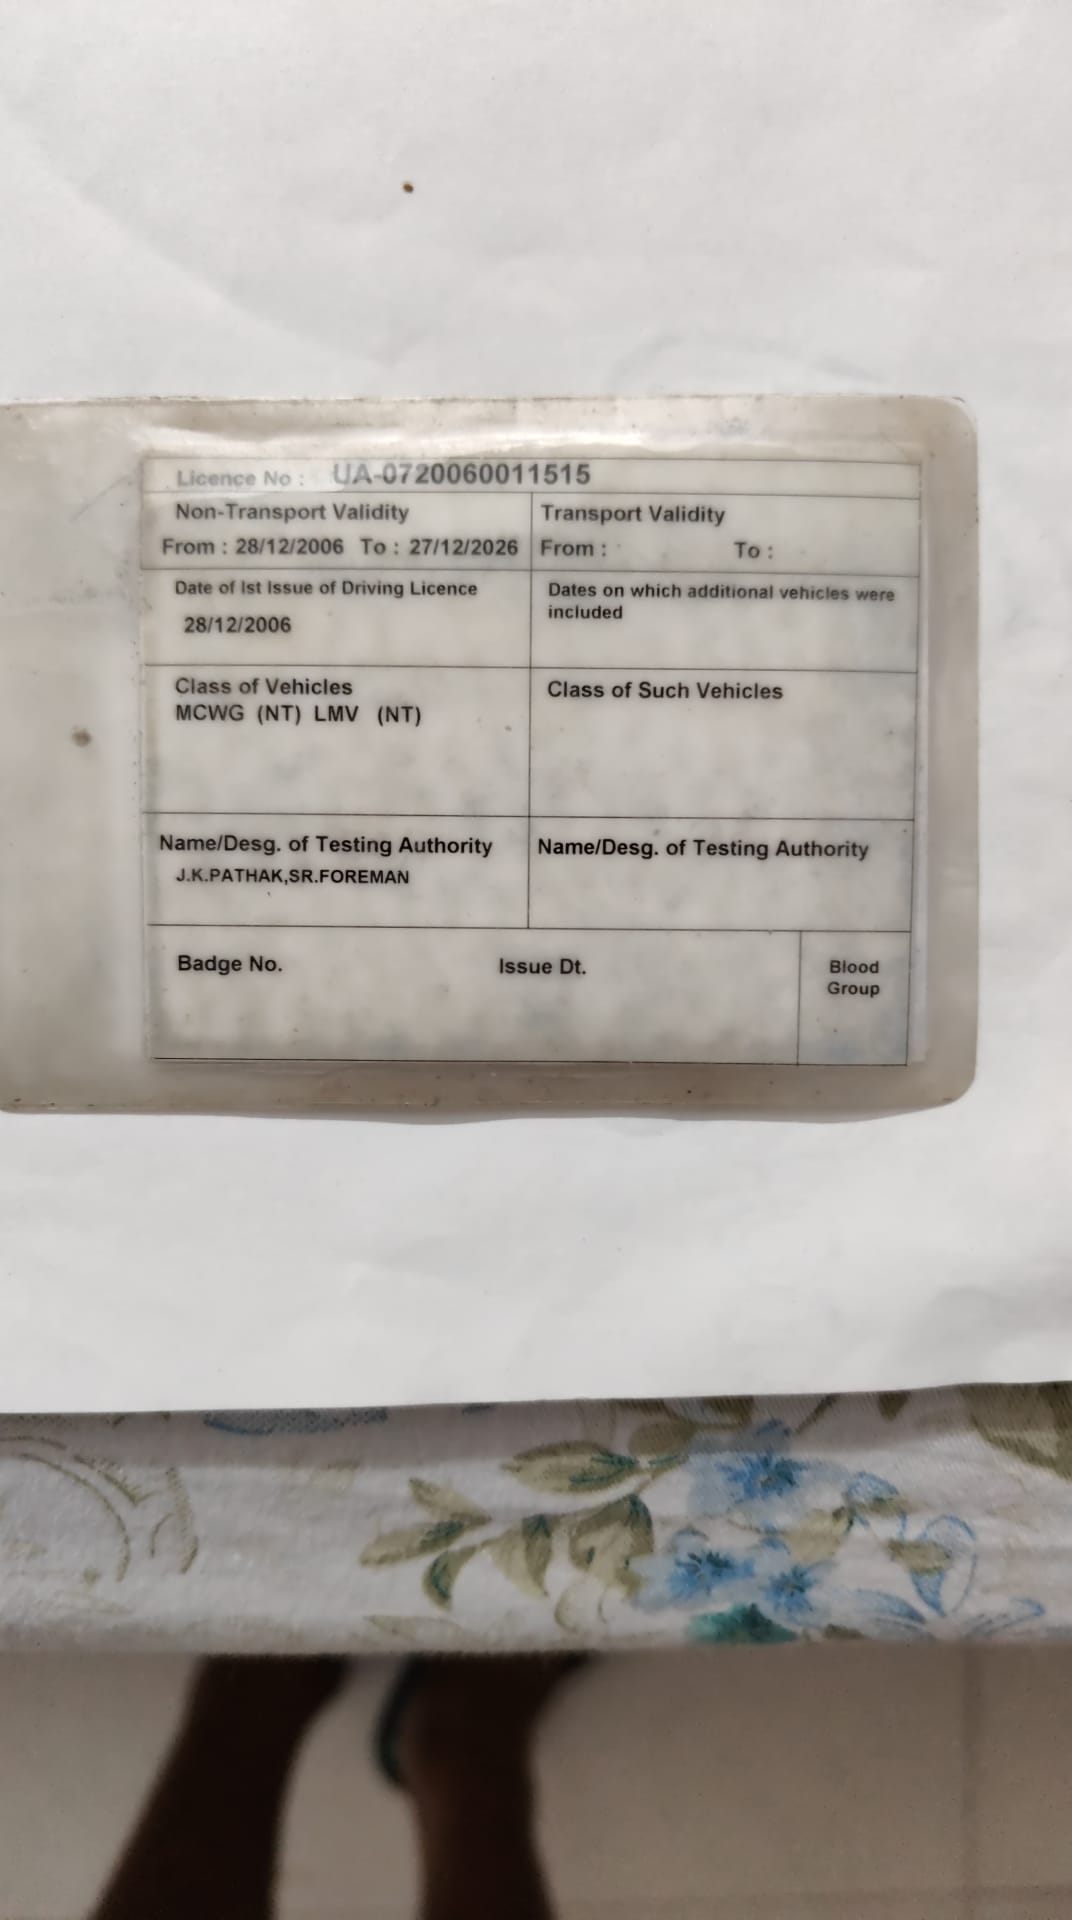 Licence No : UA-0720060011515
Non-Transport Validity
From : 28/12/2006 To : 27/12/2026
Transport Validity
From : To :
Date of Ist Issue of Driving Licence
28/12/2006
Dates on which additional vehicles were
included
Class of Vehicles
MCWG (NT) LMV (NT)
Class of Such Vehicles
Name/Desg. of Testing Authority
J.K.PATHAK,SR.FOREMAN
Name/Desg. of Testing Authority
Badge No. Issue Dt.
Blood
Group